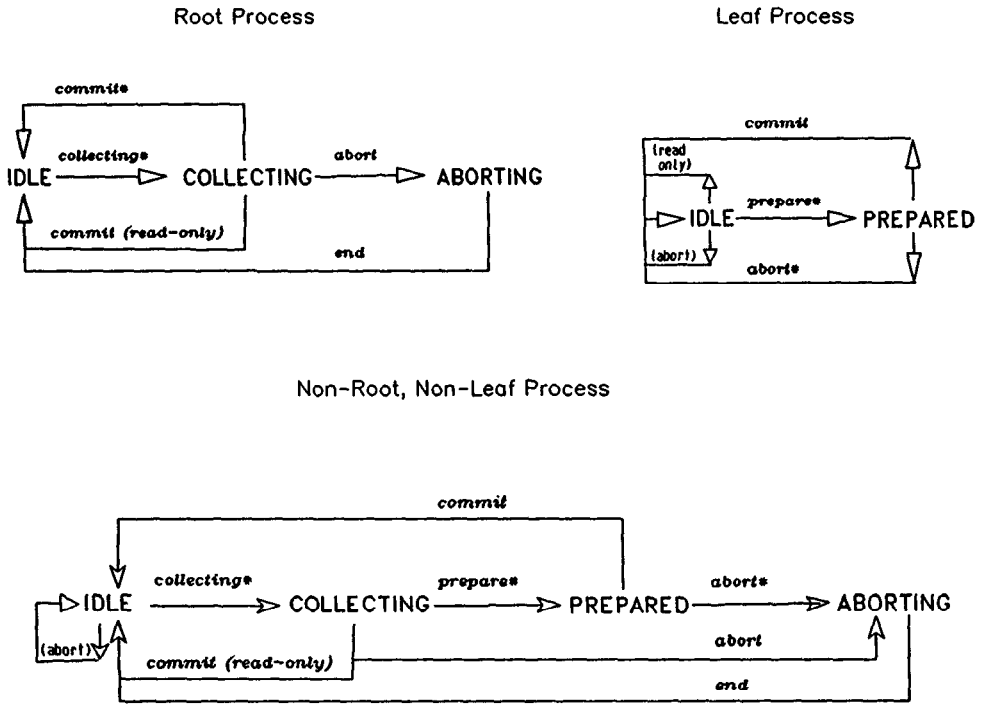 Root Process
Leaf Process
commit*
collecting*
abort
IDLE
COLLECTING
ABORTING
commit (read-only)
end
commit
(read
only)
prepare*
IDLE
PREPARED
(abort)
abort*
Non-Root, Non-Leaf Process
commit
collecting*
prepare*
abort*
IDLE
COLLECTING
PREPARED
ABORTING
(abort)
commit (read-only)
abort
end